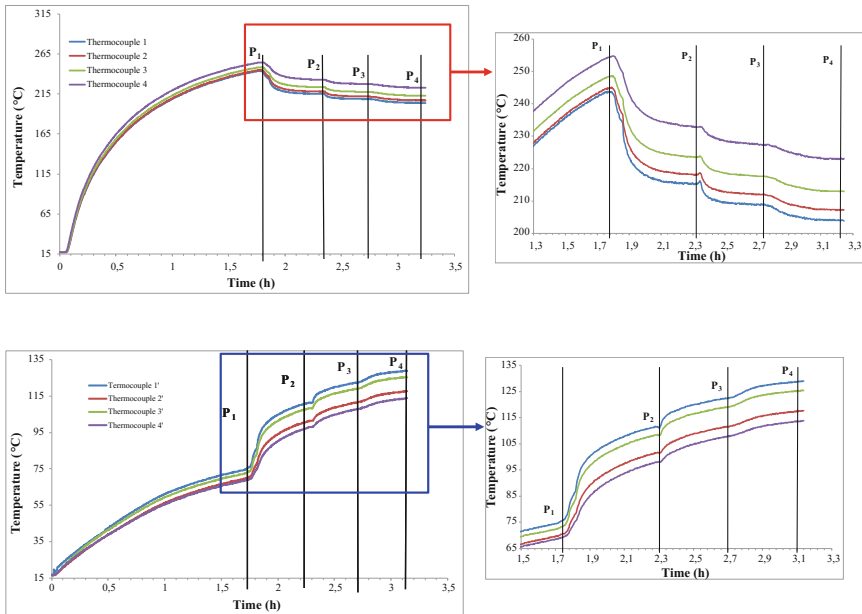 Temperature (°C)
255
215
165
115
65
15
Thermocouple 1
Thermocouple 2
Thermocouple 3
Thermocouple 4
P1
P2
P3
P4
0
0,5
1
1,5
2
2,5
3
3,5
Time (h)
Temperature (°C)
260
250
240
230
220
210
200
P1
P2
P3
P4
1,3
1,5
1,7
1,9
2,1
2,3
2,5
2,7
2,9
3,1
3,3
Time (h)
Temperature (°C)
135
115
95
75
55
35
15
Termocouple 1'
Thermocouple 2'
Thermocouple 3'
Thermocouple 4'
P1
P2
P3
P4
0
0,5
1
1,5
2
2,5
3
3,5
Time (h)
Temperature (°C)
135
125
115
105
95
85
75
65
P1
P2
P3
P4
1,5
1,7
1,9
2,1
2,3
2,5
2,7
2,9
3,1
3,3
Time (h)